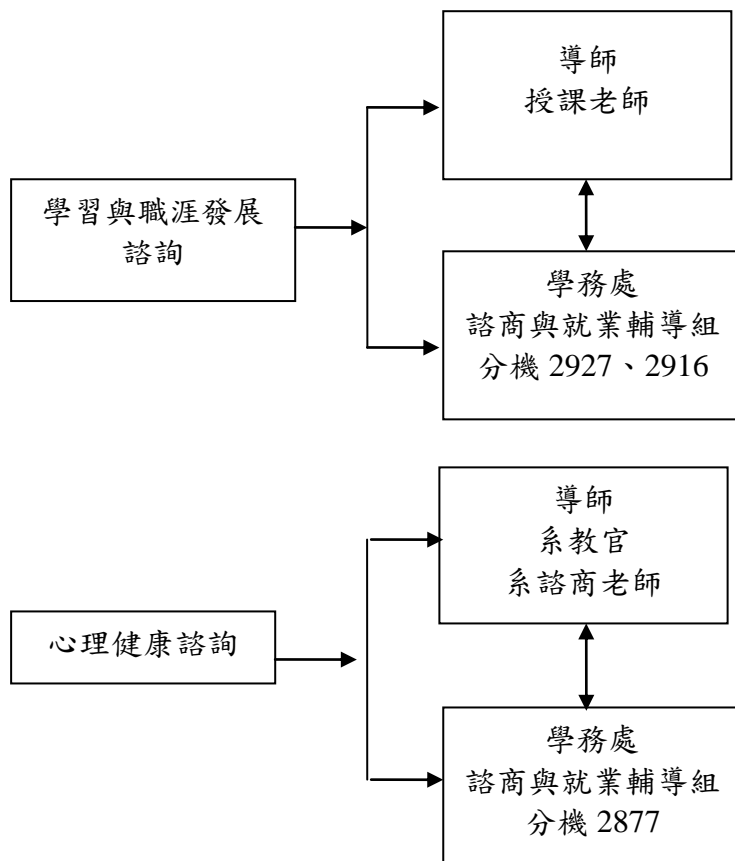 導師
授課老師
學習與職涯發展
諮詢
學務處
諮商與就業輔導組
分機 2927、2916
導師
系教官
系諮商老師
心理健康諮詢
學務處
諮商與就業輔導組
分機 2877